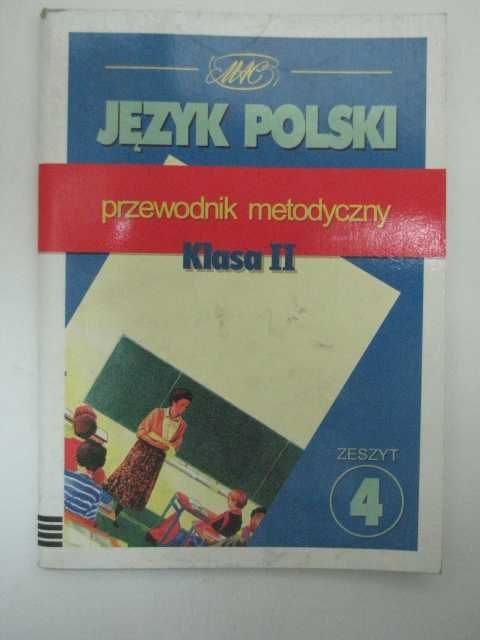 MAC
JĘZYK POLSKI
przewodnik metodyczny
Klasa II
ZESZYT
4